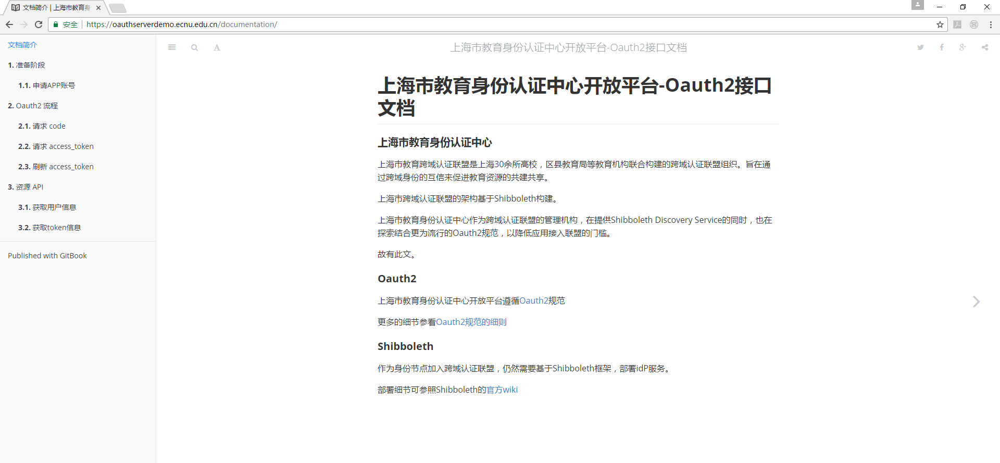 文档简介 | 上海市教育身
安全 https://oauthserverdemo.ecnu.edu.cn/documentation/
文档简介
1. 准备阶段
1.1. 申请APP账号
2. Oauth2 流程
2.1. 请求 code
2.2. 请求 access_token
2.3. 刷新 access_token
3. 资源 API
3.1. 获取用户信息
3.2. 获取token信息
Published with GitBook
A
上海市教育身份认证中心开放平台-Oauth2接口文档
上海市教育身份认证中心开放平台-Oauth2接口
文档
上海市教育身份认证中心
上海市教育跨域认证联盟是上海30余所高校，区县教育局等教育机构联合构建的跨域认证联盟组织。旨在通
过跨域身份的互信来促进教育资源的共建共享。
上海市跨域认证联盟的架构基于Shibboleth构建。
上海市教育身份认证中心作为跨域认证联盟的管理机构，在提供Shibboleth Discovery Service的同时，也在
探索结合更为流行的Oauth2规范，以降低应用接入联盟的门槛。
故有此文。
Oauth2
上海市教育身份认证中心开放平台遵循Oauth2规范
更多的细节参看Oauth2规范的细则
Shibboleth
作为身份节点加入跨域认证联盟，仍然需要基于Shibboleth框架，部署idP服务。
部署细节可参照Shibboleth的官方wiki